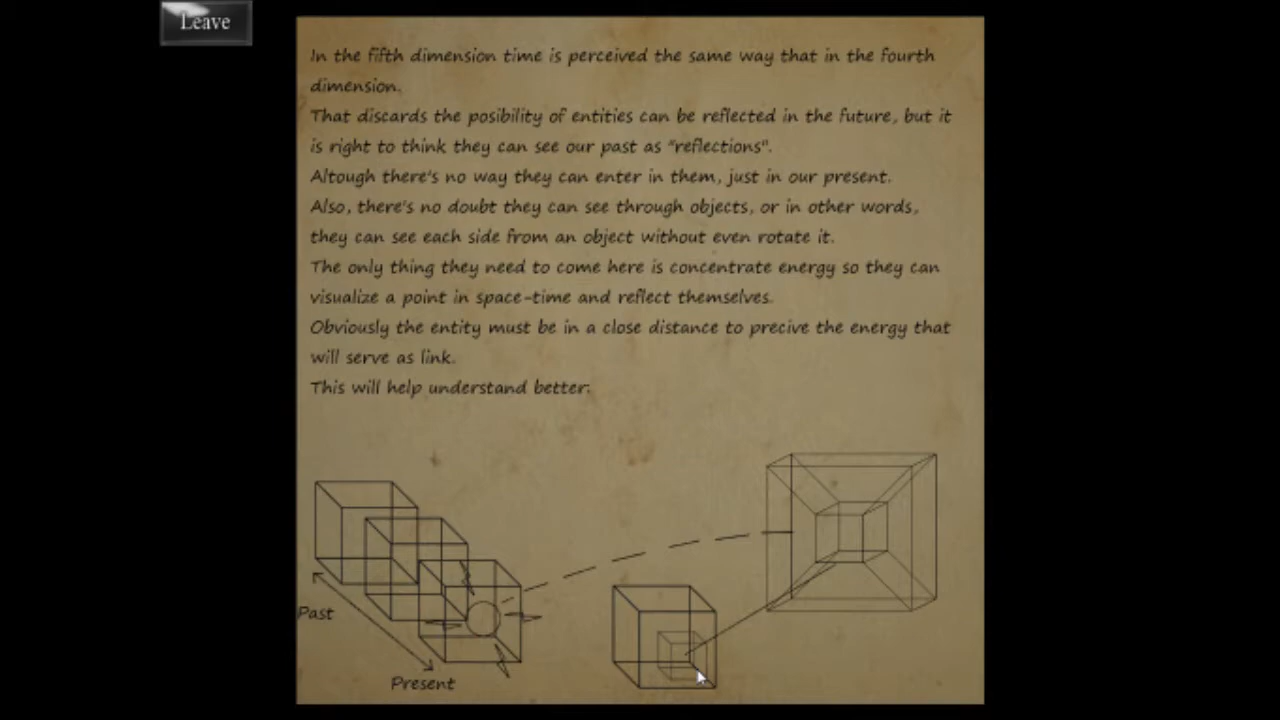 Leave
In the fifth dimension time is perceived the same way that in the fourth
dimension.
That discards the posibility of entities can be reflected in the future, but it
is right to think they can see our past as "reflections".
Altough there's no way they can enter in them, just in our present.
Also, there's no doubt they can see through objects, or in other words,
they can see each side from an object without even rotate it.
The only thing they need to come here is concentrate energy so they can
visualize a point in space-time and reflect themselves.
Obviously the entity must be in a close distance to precive the energy that
will serve as link.
This will help understand better:
Past
Present